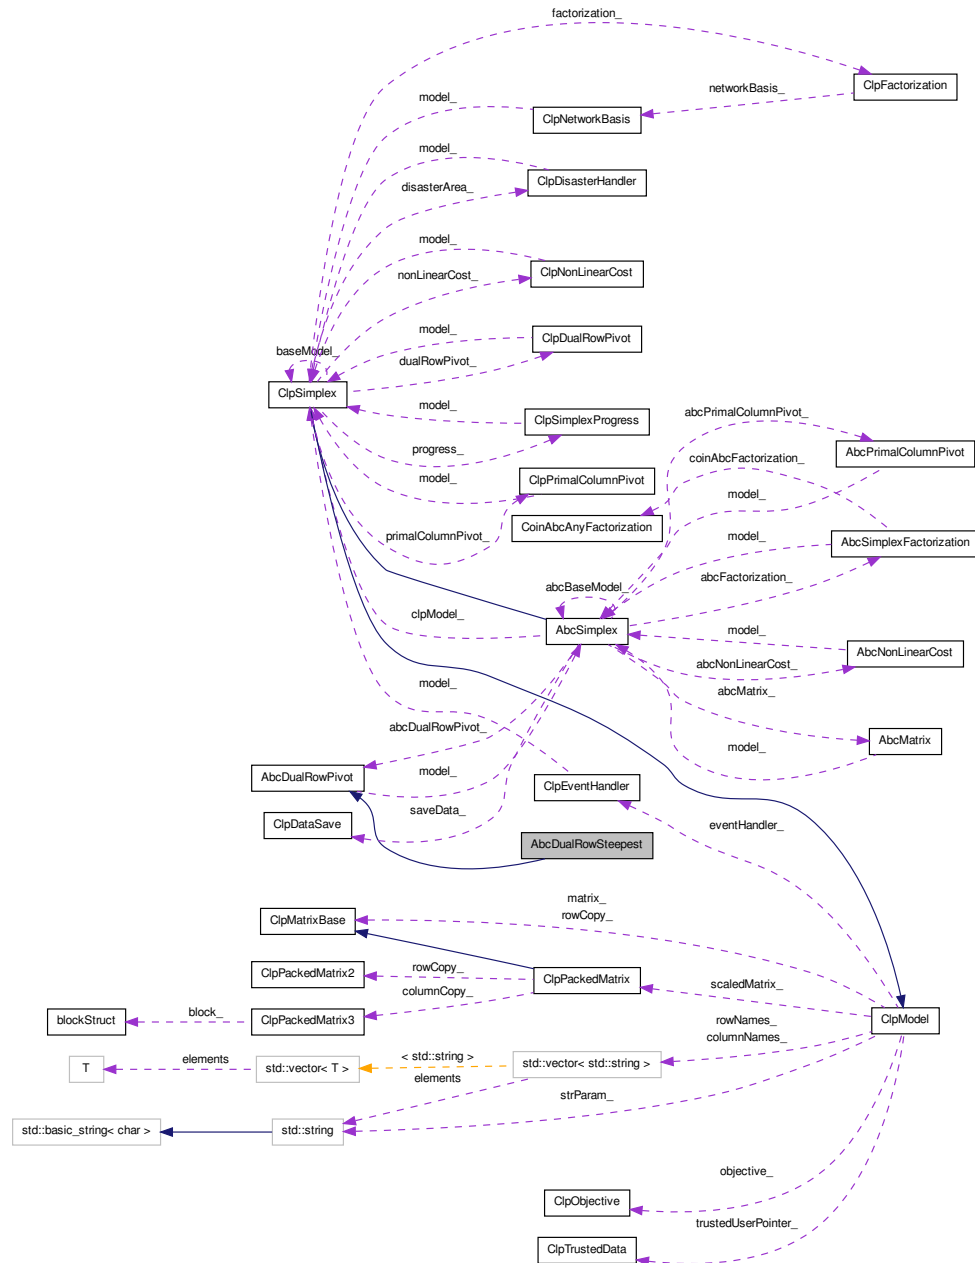 factorization_
ClpFactorization
networkBasis_
model_
ClpNetworkBasis
model_
ClpDisasterHandler
disasterArea_
model_
ClpNonLinearCost
nonLinearCost_
model_
ClpDualRowPivot
baseModel_
dualRowPivot_
ClpSimplex
model_
ClpSimplexProgress
abcPrimalColumnPivot_
progress_
AbcPrimalColumnPivot
coinAbcFactorization_
model_
ClpPrimalColumnPivot
model_
CoinAbcAnyFactorization
primalColumnPivot_
model_
AbcSimplexFactorization
abcFactorization_
abcBaseModel_
clpModel_
AbcSimplex
model_
AbcNonLinearCost
abcNonLinearCost_
model_
abcMatrix_
abcDualRowPivot_
AbcMatrix
model_
model_
AbcDualRowPivot
ClpEventHandler
saveData_
ClpDataSave
eventHandler_
AbcDualRowSteepest
matrix_
rowCopy_
ClpMatrixBase
rowCopy_
ClpPackedMatrix2
ClpPackedMatrix
scaledMatrix_
columnCopy_
block_
blockStruct
ClpPackedMatrix3
ClpModel
rowNames_
columnNames_
elements
T
std::vector< T >
< std::string >
elements
std::vector< std::string >
strParam_
std::basic_string< char >
std::string
objective_
ClpObjective
trustedUserPointer_
ClpTrustedData